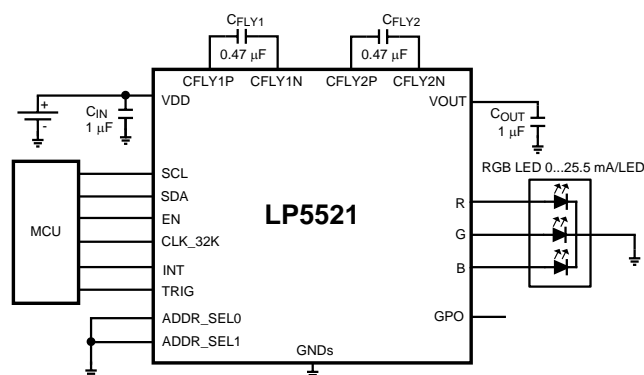 CFLY1
0.47 µF
CFLY2
0.47 µF
CFLY1P
CFLY1N
CFLY2P
CFLY2N
+
-
CIN
1 µF
VDD
VOUT
COUT
1 µF
RGB LED 0...25.5 mA/LED
MCU
SCL
SDA
EN
CLK_32K
INT
TRIG
ADDR_SEL0
ADDR_SEL1
LP5521
R
G
B
GPO
GNDs